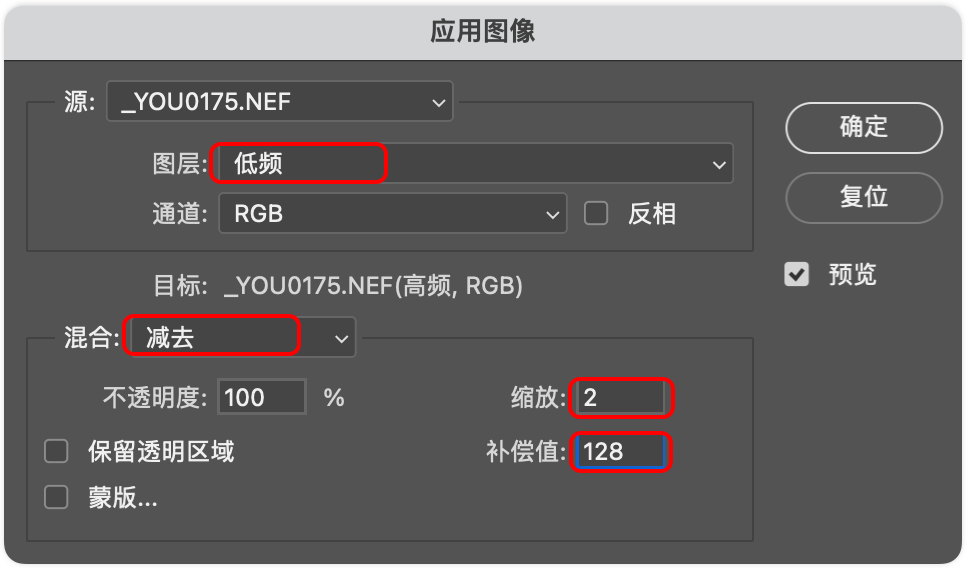 应用图像
源: _YOU0175.NEF
确定
图层: 低频
复位
通道: RGB 反相
目标: _YOU0175.NEF(高频, RGB)
预览
混合: 减去
不透明度: 100 % 缩放: 2
保留透明区域 补偿值: 128
蒙版...